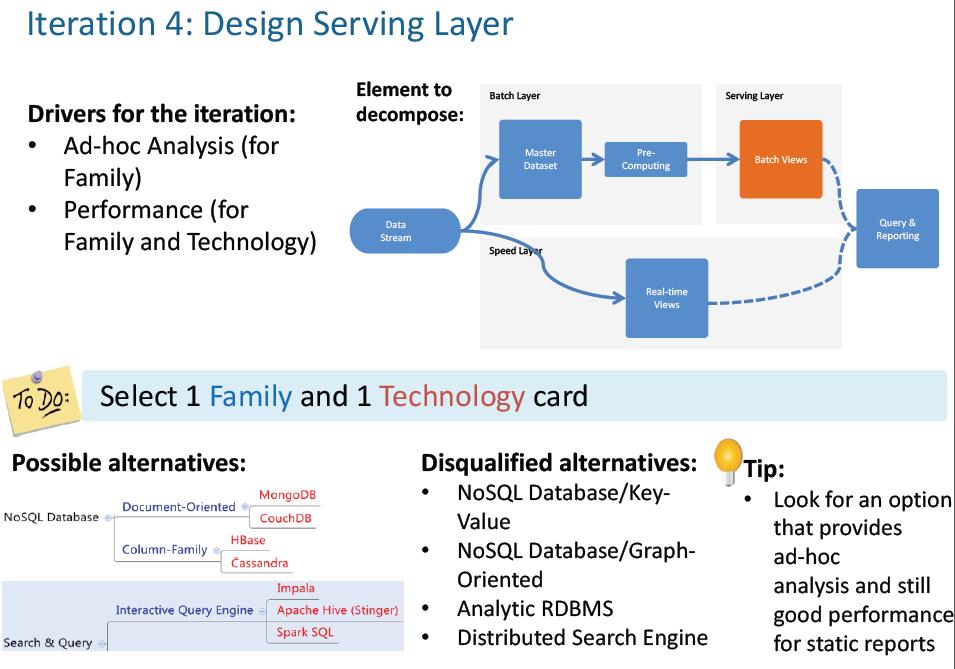 Iteration 4: Design Serving Layer
Drivers for the iteration:
• Ad-hoc Analysis (for
Family)
• Performance (for
Family and Technology)
Element to
decompose:
Batch Layer
Serving Layer
Master
Dataset
Pre-
Computing
Batch Views
Data
Stream
Query &
Reporting
Speed Layer
Real-time
Views
TO DO:
Select 1 Family and 1 Technology card
Possible alternatives:
NoSQL Database
Document-Oriented
MongoDB
CouchDB
Column-Family
HBase
Cassandra
Search & Query
Interactive Query Engine
Impala
Apache Hive (Stinger)
Spark SQL
Disqualified alternatives:
• NoSQL Database/Key-
Value
• NoSQL Database/Graph-
Oriented
• Analytic RDBMS
• Distributed Search Engine
Tip:
• Look for an option
that provides
ad-hoc
analysis and still
good performance
for static reports